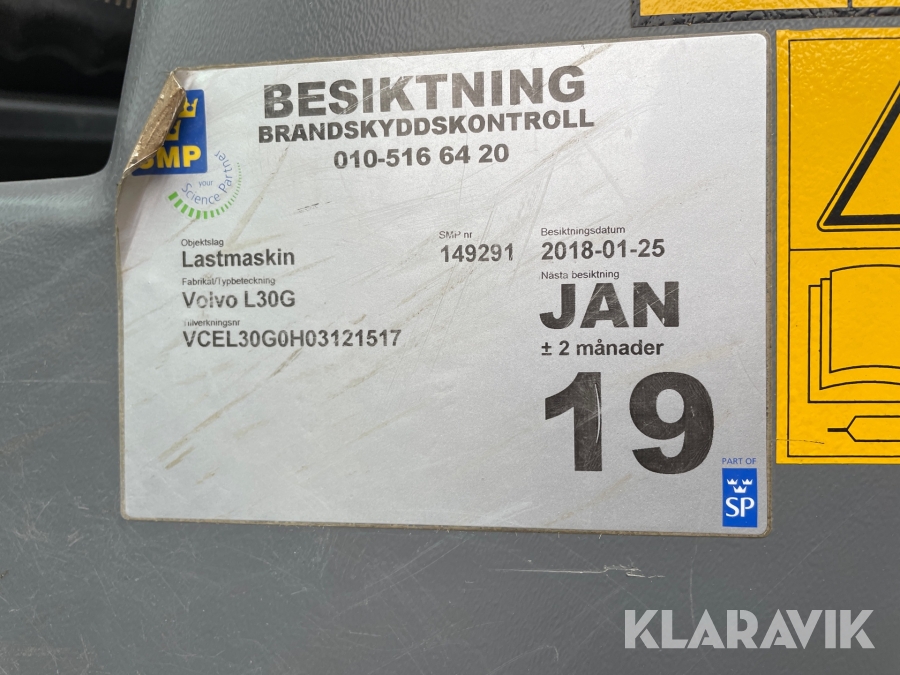 BESIKTNING
BRANDSKYDDSKONTROLL
010-516 64 20
SMP
your
Science Partner
Objektslag
Lastmaskin
SMP nr
149291
Besiktningsdatum
2018-01-25
Fabrikat/Typbeteckning
Volvo L30G
Nästa besiktning
JAN
± 2 månader
19
Tillverkningsnr
VCEL30G0H03121517
PART OF
SP
KLARAVIK